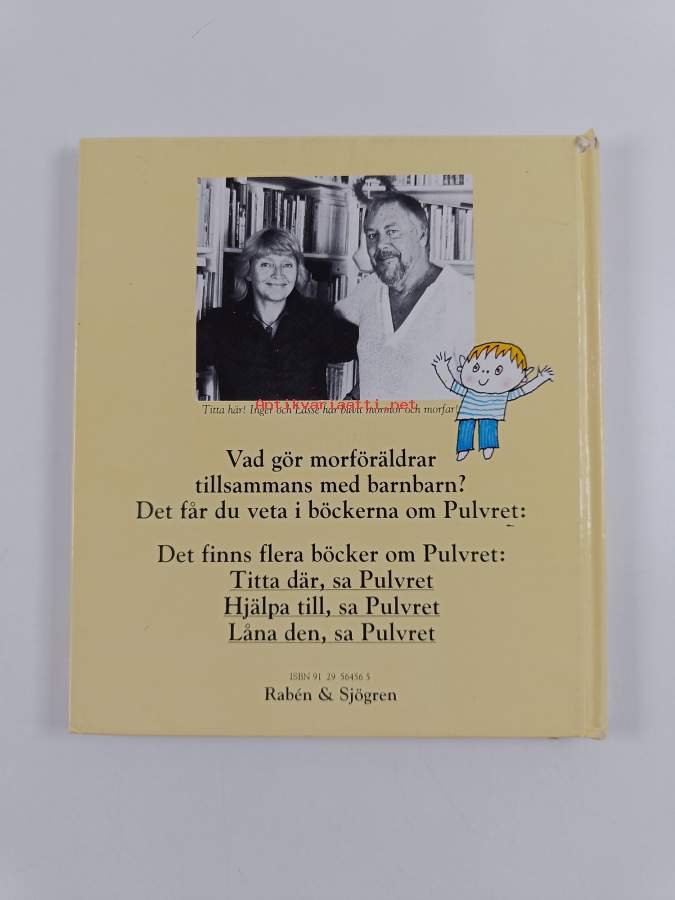 Antikvariaatti.net
Titta här! Inger och Lasse har blivit mormor och morfar!
Vad gör morföräldrar
tillsammans med barnbarn?
Det får du veta i böckerna om Pulvret:
Det finns flera böcker om Pulvret:
Titta där, sa Pulvret
Hjälpa till, sa Pulvret
Låna den, sa Pulvret
ISBN 91 29 56456 5
Rabén & Sjögren